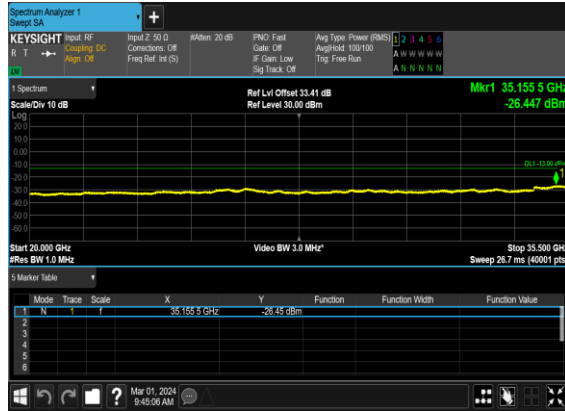 Spectrum Analyzer 1
Swept SA
+
KEYSIGHT Input: RF Input Z: 50 Ω #Atten: 20 dB PNO: Fast Avg Type: Power (RMS) 1 2 3 4 5 6
R T Coupling: DC Corrections: Off Gate: Off Avg|Hold: 100/100 A W W W W W
Align: Off Freq Ref: Int (S) IF Gain: Low Trig: Free Run
Sig Track: Off A N N N N N
1 Spectrum Ref Lvl Offset 33.41 dB Mkr1 35.155 5 GHz
Scale/Div 10 dB Ref Level 30.00 dBm -26.447 dBm
Log
20.0
10.0
0.00
-10.0
DL1 -13.00 dBm
1
-20.0
-30.0
-40.0
-50.0
-60.0
Start 20.000 GHz Video BW 3.0 MHz* Stop 35.500 GHz
#Res BW 1.0 MHz Sweep 26.7 ms (40001 pts)
5 Marker Table
Mode Trace Scale X Y Function Function Width Function Value
1 N 1 f 35.155 5 GHz -26.45 dBm
2
3
4
5
6
? Mar 01, 2024
9:45:06 AM